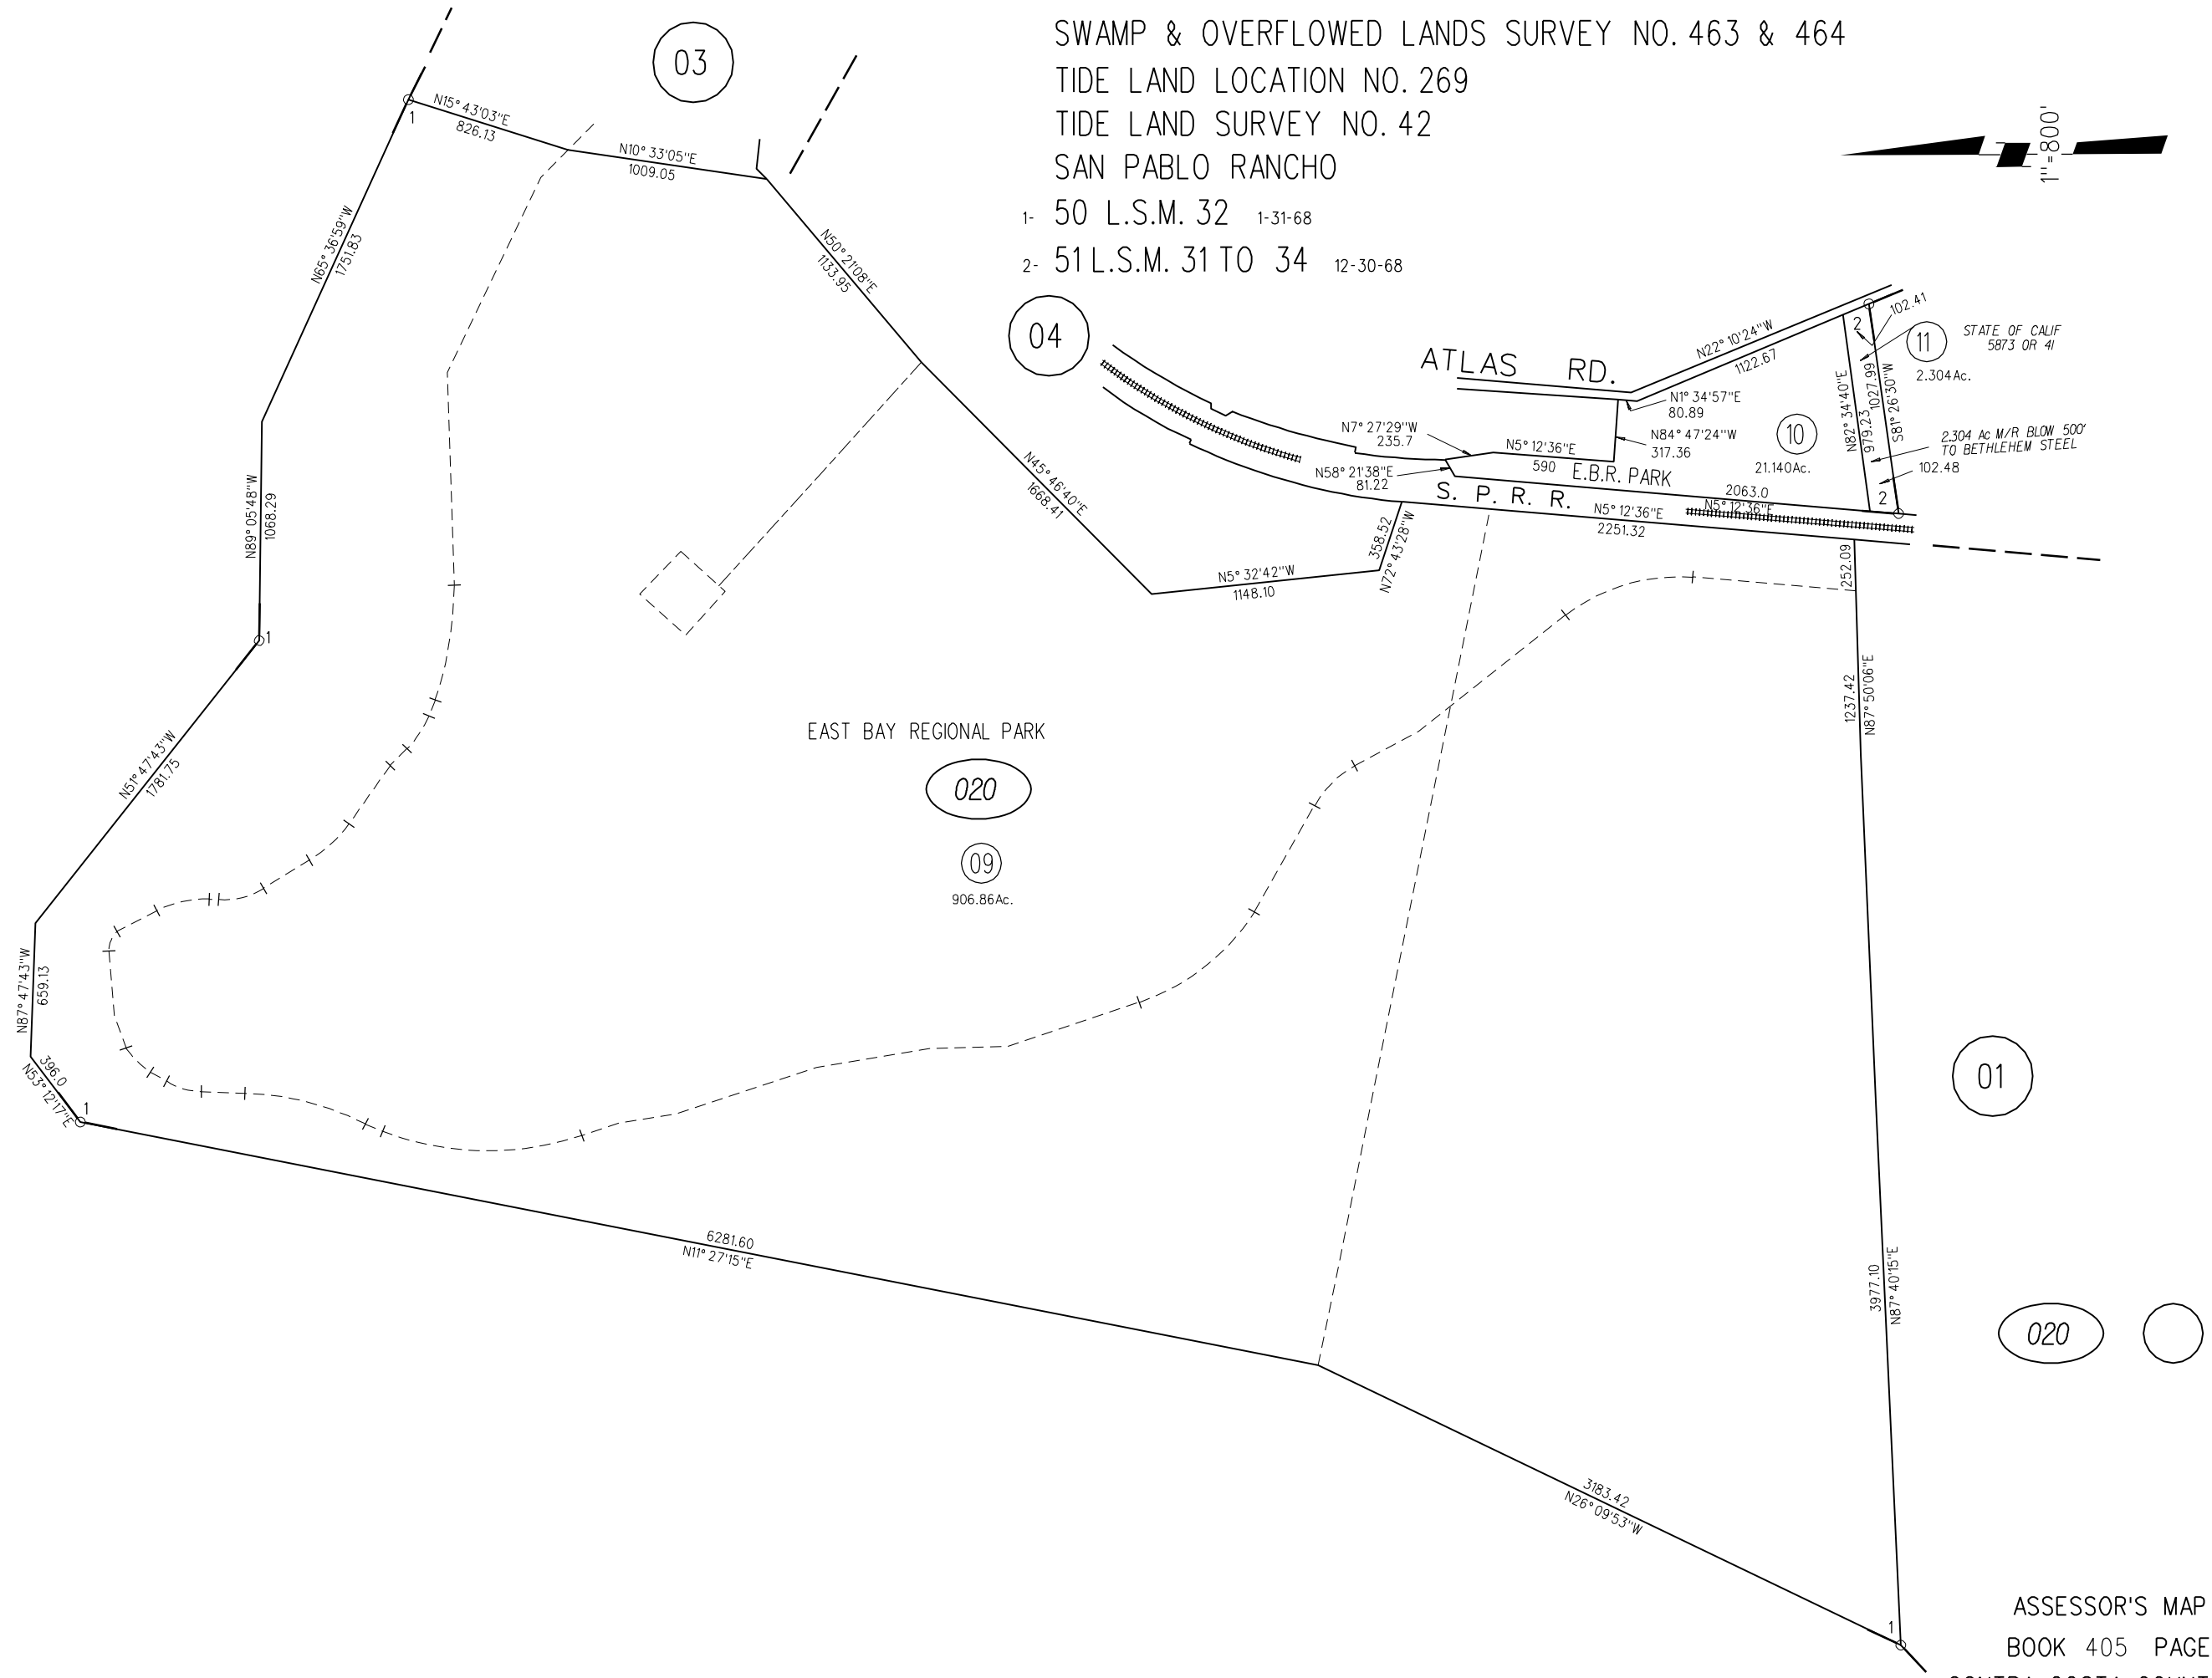 SWAMP & OVERFLOWED LANDS SURVEY NO. 463 & 464
TIDE LAND LOCATION NO. 269
TIDE LAND SURVEY NO. 42
SAN PABLO RANCHO
1- 50 L.S.M. 32 1-31-68
2- 51 L.S.M. 31 TO 34 12-30-68
1"=800'
03
1
N15°43'03"E
826.13
N10°33'05"E
1009.05
N65°36'59"W
1751.83
N50°21'08"E
1133.95
04
ATLAS RD.
N22°10'24"W
1122.67
2
102.41
11
STATE OF CALIF
5873 OR 41
2.304Ac.
N1°34'57"E
80.89
N82°34'40"E
979.23
1027.99
S81°26'30"W
N7°27'29"W
235.7
N5°12'36"E
590
N84°47'24"W
317.36
10
21.140Ac.
2.304 Ac M/R BLOW 500'
TO BETHLEHEM STEEL
102.48
2
N58°21'38"E
81.22
E.B.R. PARK
2063.0
N5°12'36"E
S. P. R. R.
N5°12'36"E
2251.32
N45°46'40"E
1668.41
358.52
N72°43'28"W
N5°32'42"W
1148.10
252.09
N89°05'48"W
1068.29
1
1237.42
N87°50'06"E
N51°47'43"W
1781.75
EAST BAY REGIONAL PARK
020
09
906.86Ac.
N87°47'43"W
659.13
396.0
N53°12'17"E
1
01
6281.60
N11°27'15"E
3977.10
N87°40'15"E
020
3183.42
N26°09'53"W
1
ASSESSOR'S MAP
BOOK 405 PAGE